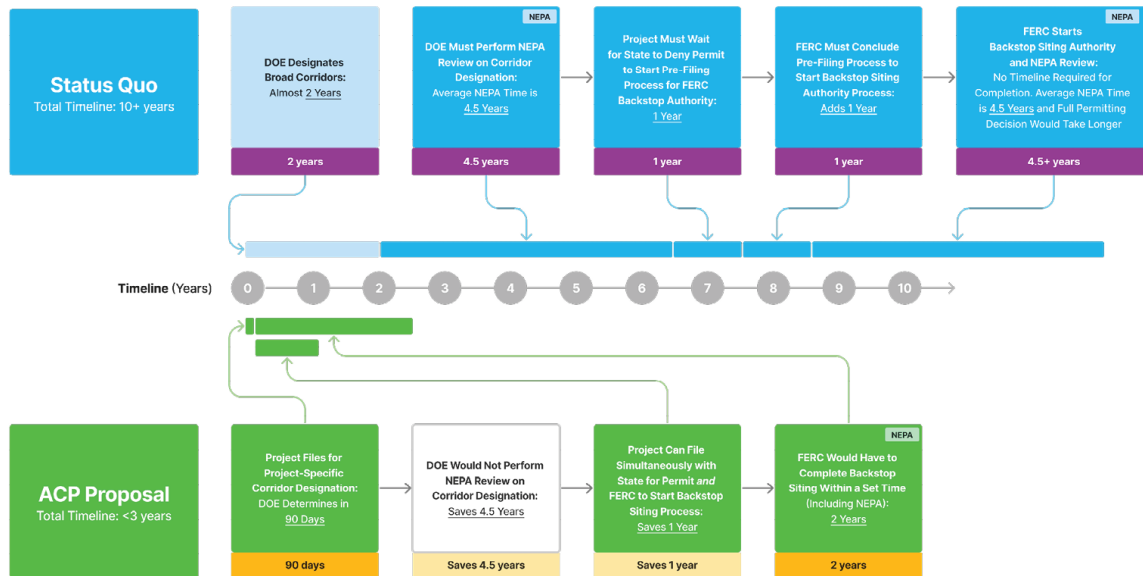 Status Quo
Total Timeline: 10+ years
DOE Designates
Broad Corridors:
Almost 2 Years
2 years
NEPA
DOE Must Perform NEPA
Review on Corridor
Designation:
Average NEPA Time is
4.5 Years
4.5 years
Project Must Wait
for State to Deny Permit
to Start Pre-Filing
Process for FERC
Backstop Authority:
1 Year
1 year
FERC Must Conclude
Pre-Filing Process to
Start Backstop Siting
Authority Process:
Adds 1 Year
1 year
NEPA
FERC Starts
Backstop Siting Authority
and NEPA Review:
No Timeline Required for
Completion. Average NEPA Time
is 4.5 Years and Full Permitting
Decision Would Take Longer
4.5+ years
Timeline (Years)
0 1 2 3 4 5 6 7 8 9 10
ACP Proposal
Total Timeline: <3 years
Project Files for
Project-Specific
Corridor Designation:
DOE Determines in
90 Days
90 days
DOE Would Not Perform
NEPA Review on
Corridor Designation:
Saves 4.5 Years
Saves 4.5 years
Project Can File
Simultaneously with
State for Permit and
FERC to Start Backstop
Siting Process:
Saves 1 Year
Saves 1 year
NEPA
FERC Would Have to
Complete Backstop
Siting Within a Set Time
(Including NEPA):
2 Years
2 years